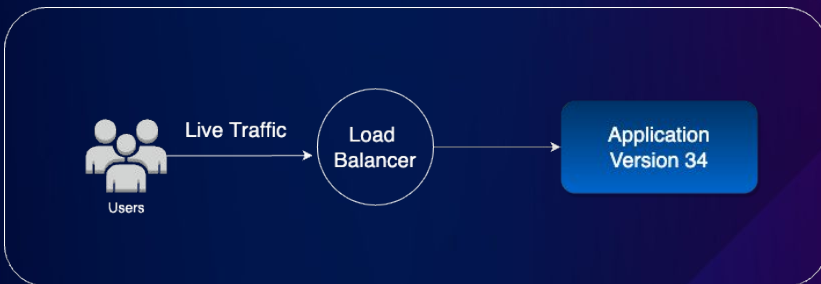 Users
Live Traffic
Load
Balancer
Application
Version 34